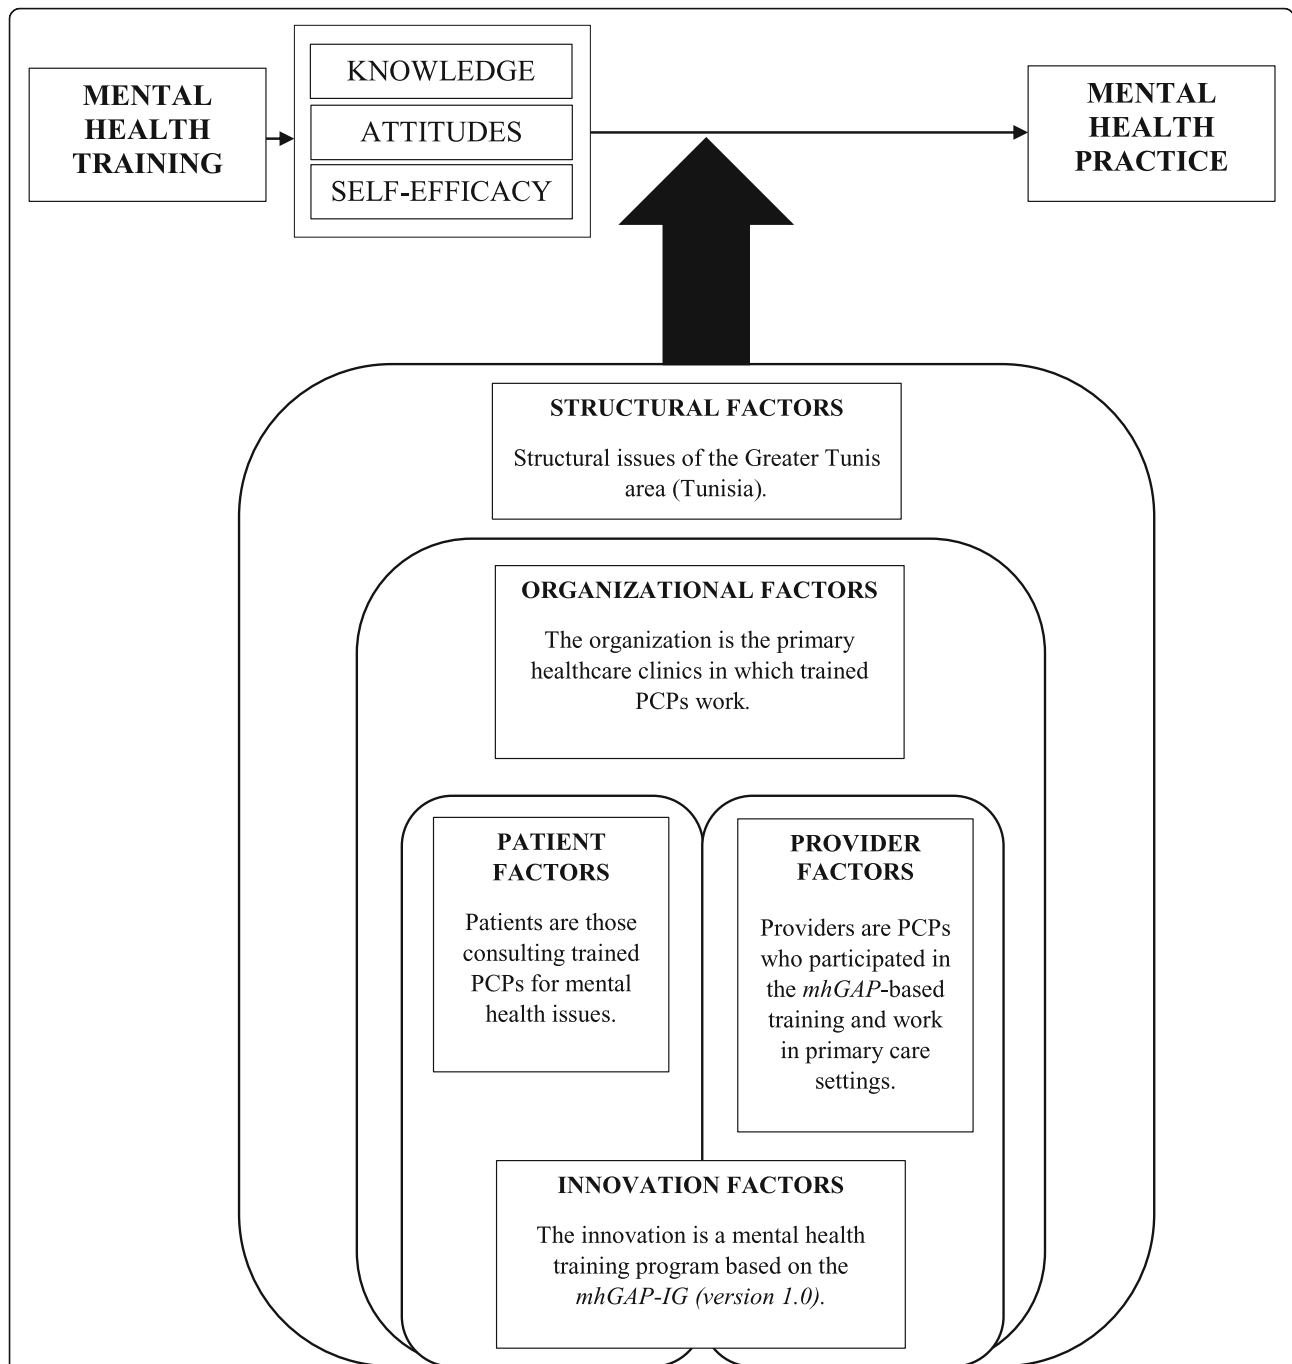 MENTAL
HEALTH
TRAINING
KNOWLEDGE
ATTITUDES
SELF-EFFICACY
MENTAL
HEALTH
PRACTICE
STRUCTURAL FACTORS
Structural issues of the Greater Tunis
area (Tunisia).
ORGANIZATIONAL FACTORS
The organization is the primary
healthcare clinics in which trained
PCPs work.
PATIENT
FACTORS
Patients are those
consulting trained
PCPs for mental
health issues.
PROVIDER
FACTORS
Providers are PCPs
who participated in
the mhGAP-based
training and work
in primary care
settings.
INNOVATION FACTORS
The innovation is a mental health
training program based on the
mhGAP-IG (version 1.0).